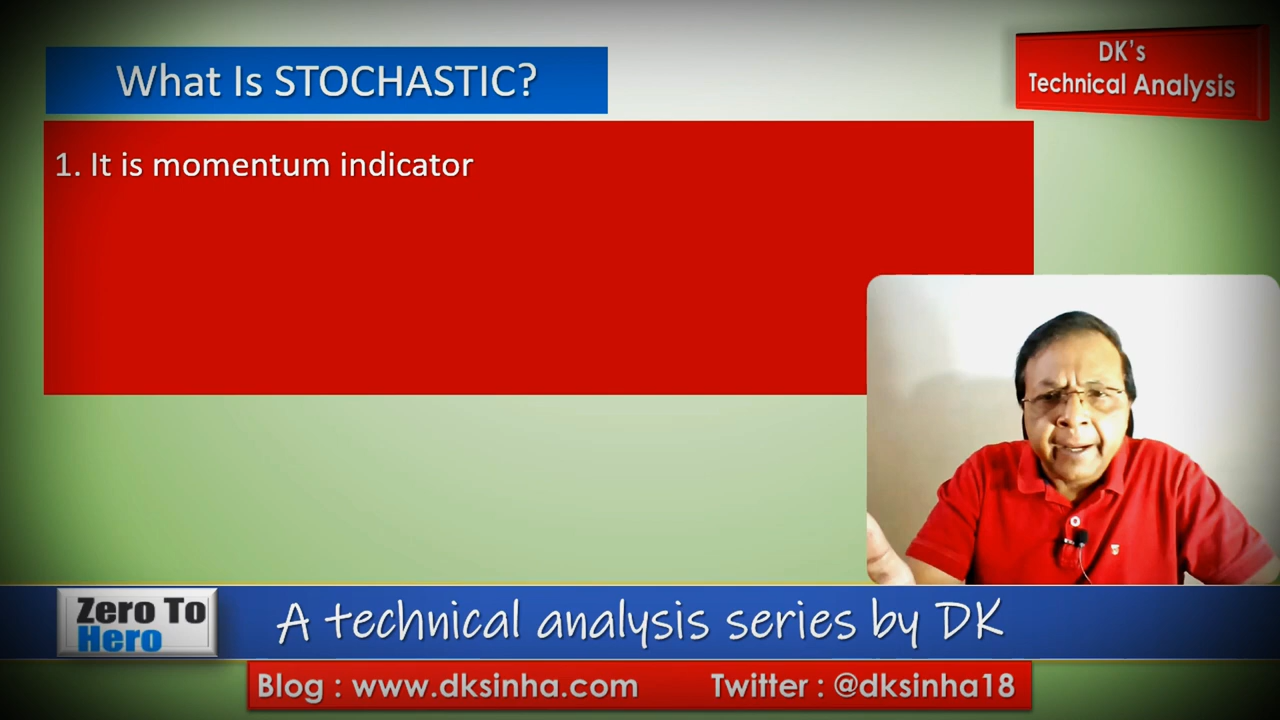 What Is STOCHASTIC?
DK's
Technical Analysis
1. It is momentum indicator
Zero To
Hero
A technical analysis series by DK
Blog : www.dksinha.com Twitter : @dksinha18